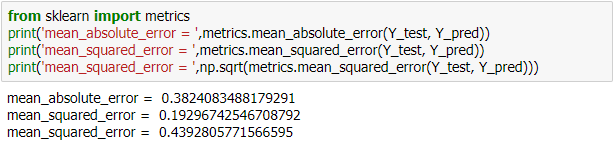 from sklearn import metrics
print('mean_absolute_error = ',metrics.mean_absolute_error(Y_test, Y_pred))
print('mean_squared_error = ',metrics.mean_squared_error(Y_test, Y_pred))
print('mean_squared_error = ',np.sqrt(metrics.mean_squared_error(Y_test, Y_pred)))
mean_absolute_error =  0.3824083488179291
mean_squared_error =  0.19296742546708792
mean_squared_error =  0.4392805771566595